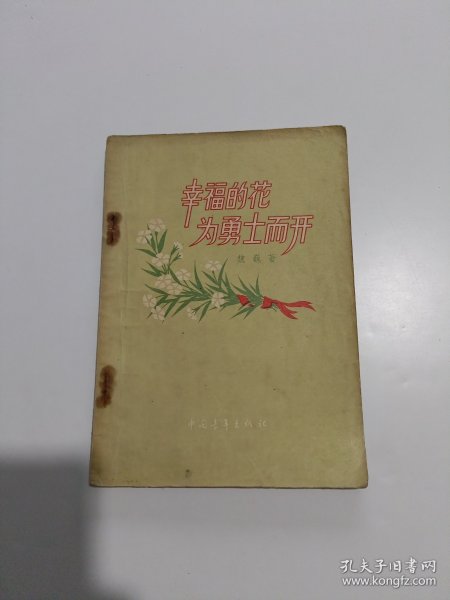 幸福的花
为勇士而开
魏巍著
中国青年出版社
孔夫子旧书网
www.kongfz.com